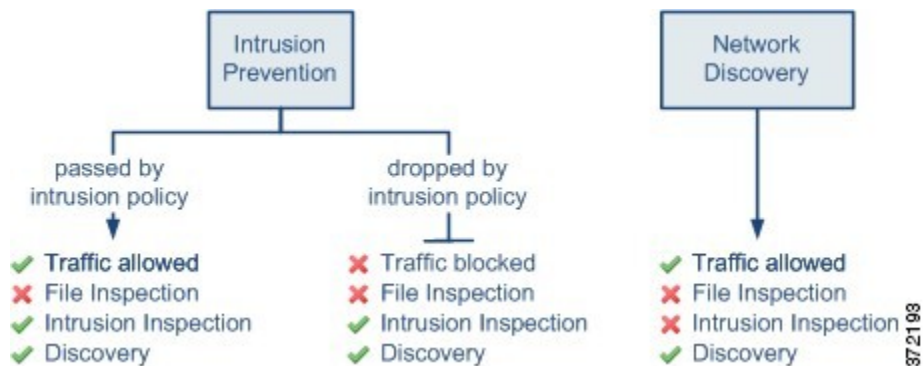 Intrusion
Prevention
Network
Discovery
passed by
intrusion policy
dropped by
intrusion policy
Traffic allowed
File Inspection
Intrusion Inspection
Discovery
Traffic blocked
File Inspection
Intrusion Inspection
Discovery
Traffic allowed
File Inspection
Intrusion Inspection
Discovery
372193